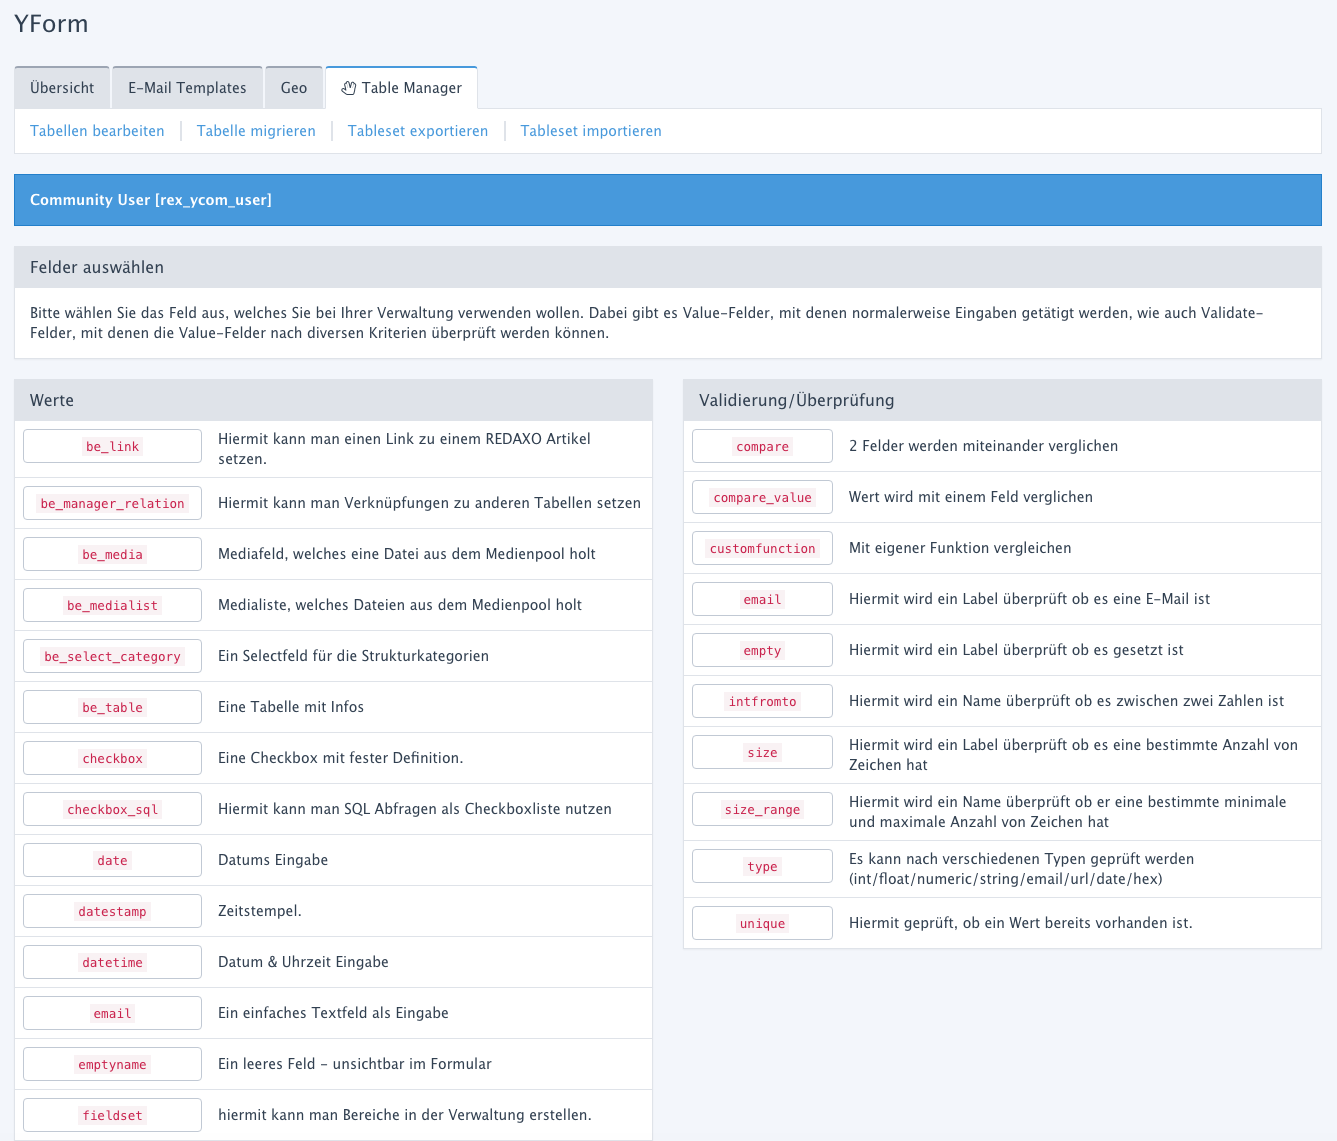 YForm
Übersicht
E-Mail Templates
Geo
Table Manager
Tabellen bearbeiten
Tabelle migrieren
Tableset exportieren
Tableset importieren
Community User [rex_ycom_user]
Felder auswählen
Bitte wählen Sie das Feld aus, welches Sie bei Ihrer Verwaltung verwenden wollen. Dabei gibt es Value-Felder, mit denen normalerweise Eingaben getätigt werden, wie auch Validate-
Felder, mit denen die Value-Felder nach diversen Kriterien überprüft werden können.
Werte
be_link
Hiermit kann man einen Link zu einem REDAXO Artikel
setzen.
be_manager_relation
Hiermit kann man Verknüpfungen zu anderen Tabellen setzen
be_media
Mediafeld, welches eine Datei aus dem Medienpool holt
be_medialist
Medialiste, welches Dateien aus dem Medienpool holt
be_select_category
Ein Selectfeld für die Strukturkategorien
be_table
Eine Tabelle mit Infos
checkbox
Eine Checkbox mit fester Definition.
checkbox_sql
Hiermit kann man SQL Abfragen als Checkboxliste nutzen
date
Datums Eingabe
datestamp
Zeitstempel.
datetime
Datum & Uhrzeit Eingabe
email
Ein einfaches Textfeld als Eingabe
emptyname
Ein leeres Feld - unsichtbar im Formular
fieldset
hiermit kann man Bereiche in der Verwaltung erstellen.
Validierung/Überprüfung
compare
2 Felder werden miteinander verglichen
compare_value
Wert wird mit einem Feld verglichen
customfunction
Mit eigener Funktion vergleichen
email
Hiermit wird ein Label überprüft ob es eine E-Mail ist
empty
Hiermit wird ein Label überprüft ob es gesetzt ist
intfromto
Hiermit wird ein Name überprüft ob es zwischen zwei Zahlen ist
size
Hiermit wird ein Label überprüft ob es eine bestimmte Anzahl von
Zeichen hat
size_range
Hiermit wird ein Name überprüft ob er eine bestimmte minimale
und maximale Anzahl von Zeichen hat
type
Es kann nach verschiedenen Typen geprüft werden
(int/float/numeric/string/email/url/date/hex)
unique
Hiermit geprüft, ob ein Wert bereits vorhanden ist.